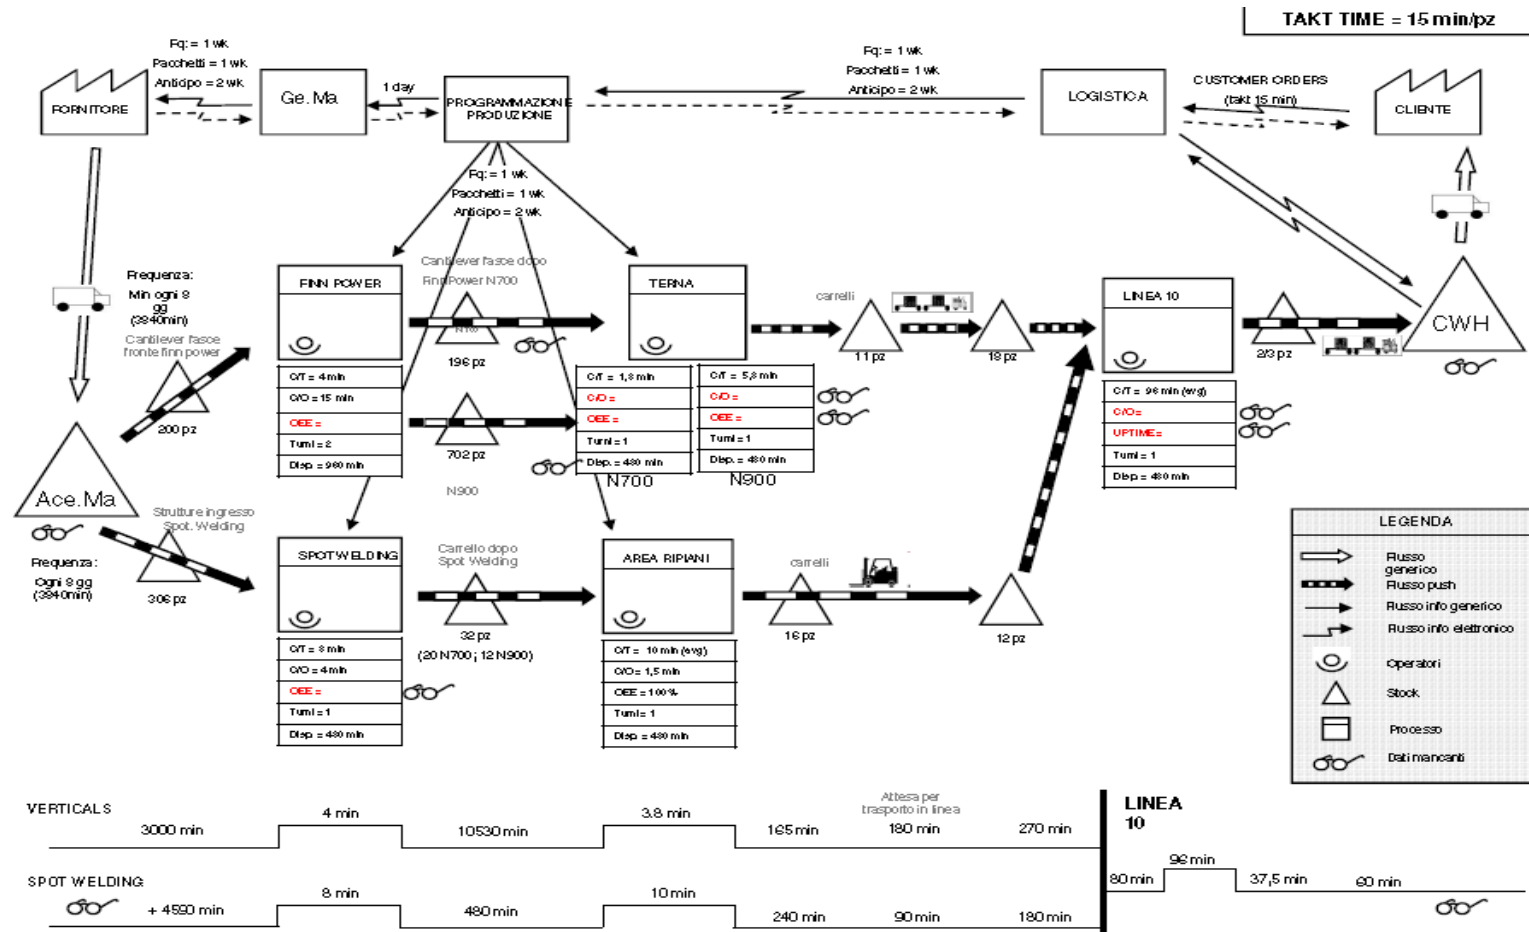 TAKT TIME = 15 min/pz
Fq: = 1 wk
Pacchetti = 1 wk
Anticipo = 2 wk
FORNITORE
Ge.Ma
1 day
PROGRAMMAZIONE
PRODUZIONE
Fq: = 1 wk
Pacchetti = 1 wk
Anticipo = 2 wk
LOGISTICA
CUSTOMER ORDERS
(takt 15 min)
CLIENTE
Fq: = 1 wk
Pacchetti = 1 wk
Anticipo = 2 wk
Frequenza:
Min ogni 8
gg
(3840min)
Cantilever fasce
fronte finn power
200 pz
Ace.Ma
Frequenza:
Ogni 8 gg
(3840min)
Strutture ingresso
Spot. Welding
306 pz
FINN POWER
C/T = 4 min
C/O = 15 min
OEE =
Turni = 2
Disp. = 960 min
Cantilever fasce dopo
Finn Power N700
196 pz
702 pz
N900
TERNA
C/T = 1,8 min
C/O =
OEE =
Turni = 1
Disp. = 480 min
N700
C/T = 5,8 min
C/O =
OEE =
Turni = 1
Disp. = 480 min
N900
carrelli
11 pz
18 pz
LINEA 10
C/T = 96 min (avg)
C/O =
UPTIME =
Turni = 1
Disp. = 480 min
2/3 pz
CWH
SPOT WELDING
C/T = 8 min
C/O = 4 min
OEE =
Turni = 1
Disp. = 480 min
Carrello dopo
Spot Welding
32 pz
(20 N700 ; 12 N900)
AREA RIPIANI
C/T = 10 min (avg)
C/O = 1,5 min
OEE = 100%
Turni = 1
Disp. = 480 min
carrelli
16 pz
12 pz
LEGENDA
Flusso
generico
Flusso push
Flusso info generico
Flusso info elettronico
Operatori
Stock
Processo
Dati mancanti
VERTICALS
3000 min
4 min
10530 min
3.8 min
165 min
Attesa per
trasporto in linea
180 min
270 min
LINEA
10
80 min
96 min
37,5 min
60 min
SPOT WELDING
+ 4590 min
8 min
480 min
10 min
240 min
90 min
180 min